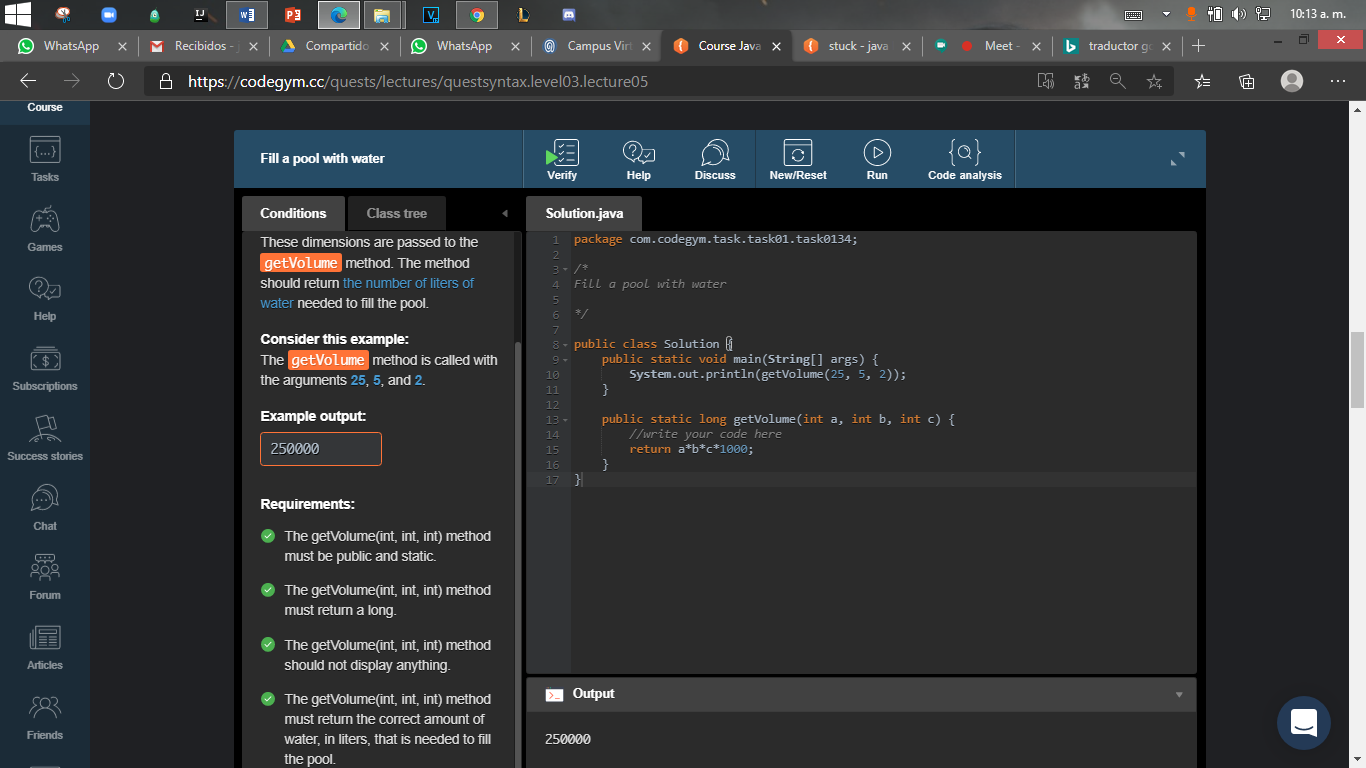 10:13 a. m.
WhatsApp
Recibidos -
Compartido
WhatsApp
Campus Virt
Course Java
stuck - java
Meet -
traductor go
https://codegym.cc/quests/lectures/questsyntax.level03.lecture05
Course
Tasks
Games
Help
Subscriptions
Success stories
Chat
Forum
Articles
Friends
Fill a pool with water
Verify
Help
Discuss
New/Reset
Run
Code analysis
Conditions
Class tree
These dimensions are passed to the
getVolume method. The method
should return the number of liters of
water needed to fill the pool.
Consider this example:
The getVolume method is called with
the arguments 25, 5, and 2.
Example output:
250000
Requirements:
The getVolume(int, int, int) method
must be public and static.
The getVolume(int, int, int) method
must return a long.
The getVolume(int, int, int) method
should not display anything.
The getVolume(int, int, int) method
must return the correct amount of
water, in liters, that is needed to fill
the pool.
Solution.java
1 package com.codegym.task.task01.task0134;
2
3 /*
4 Fill a pool with water
5
6 */
7
8 public class Solution {
9 public static void main(String[] args) {
10 System.out.println(getVolume(25, 5, 2));
11 }
12
13 public static long getVolume(int a, int b, int c) {
14 //write your code here
15 return a*b*c*1000;
16 }
17 }
Output
250000